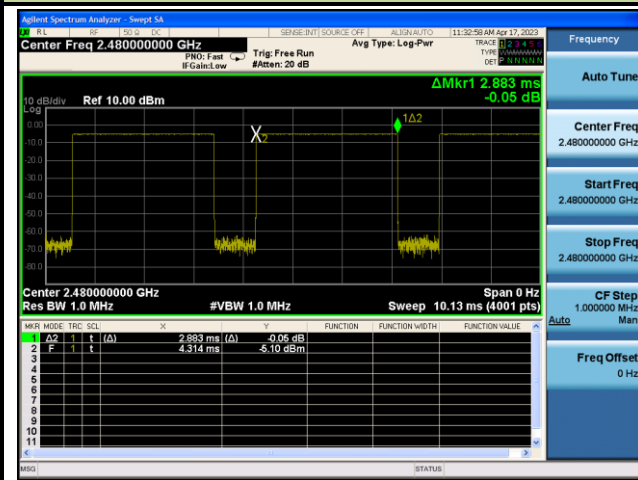 Agilent Spectrum Analyzer - Swept SA
RL RF 50 Ω DC SENSE:INT SOURCE OFF ALIGN AUTO 11:32:58 AM Apr 17, 2023
Center Freq 2.480000000 GHz
PNO: Fast
IFGain:Low
Trig: Free Run
#Atten: 20 dB
Avg Type: Log-Pwr
TRACE 1 2 3 4 5 6
TYPE
DET P N N N N N
ΔMkr1 2.883 ms
-0.05 dB
10 dB/div Ref 10.00 dBm
Log
0.00
-10.0
-20.0
-30.0
-40.0
-50.0
-60.0
-70.0
-80.0
X2
1Δ2
Center 2.480000000 GHz Span 0 Hz
Res BW 1.0 MHz #VBW 1.0 MHz Sweep 10.13 ms (4001 pts)
MKR MODE TRC SCL X Y FUNCTION FUNCTION WIDTH FUNCTION VALUE
1 Δ2 1 t (Δ) 2.883 ms (Δ) -0.05 dB
2 F 1 t 4.314 ms -5.10 dBm
3
4
5
6
7
8
9
10
11
MSG STATUS
Frequency
Auto Tune
Center Freq
2.480000000 GHz
Start Freq
2.480000000 GHz
Stop Freq
2.480000000 GHz
CF Step
1.000000 MHz
Auto Man
Freq Offset
0 Hz